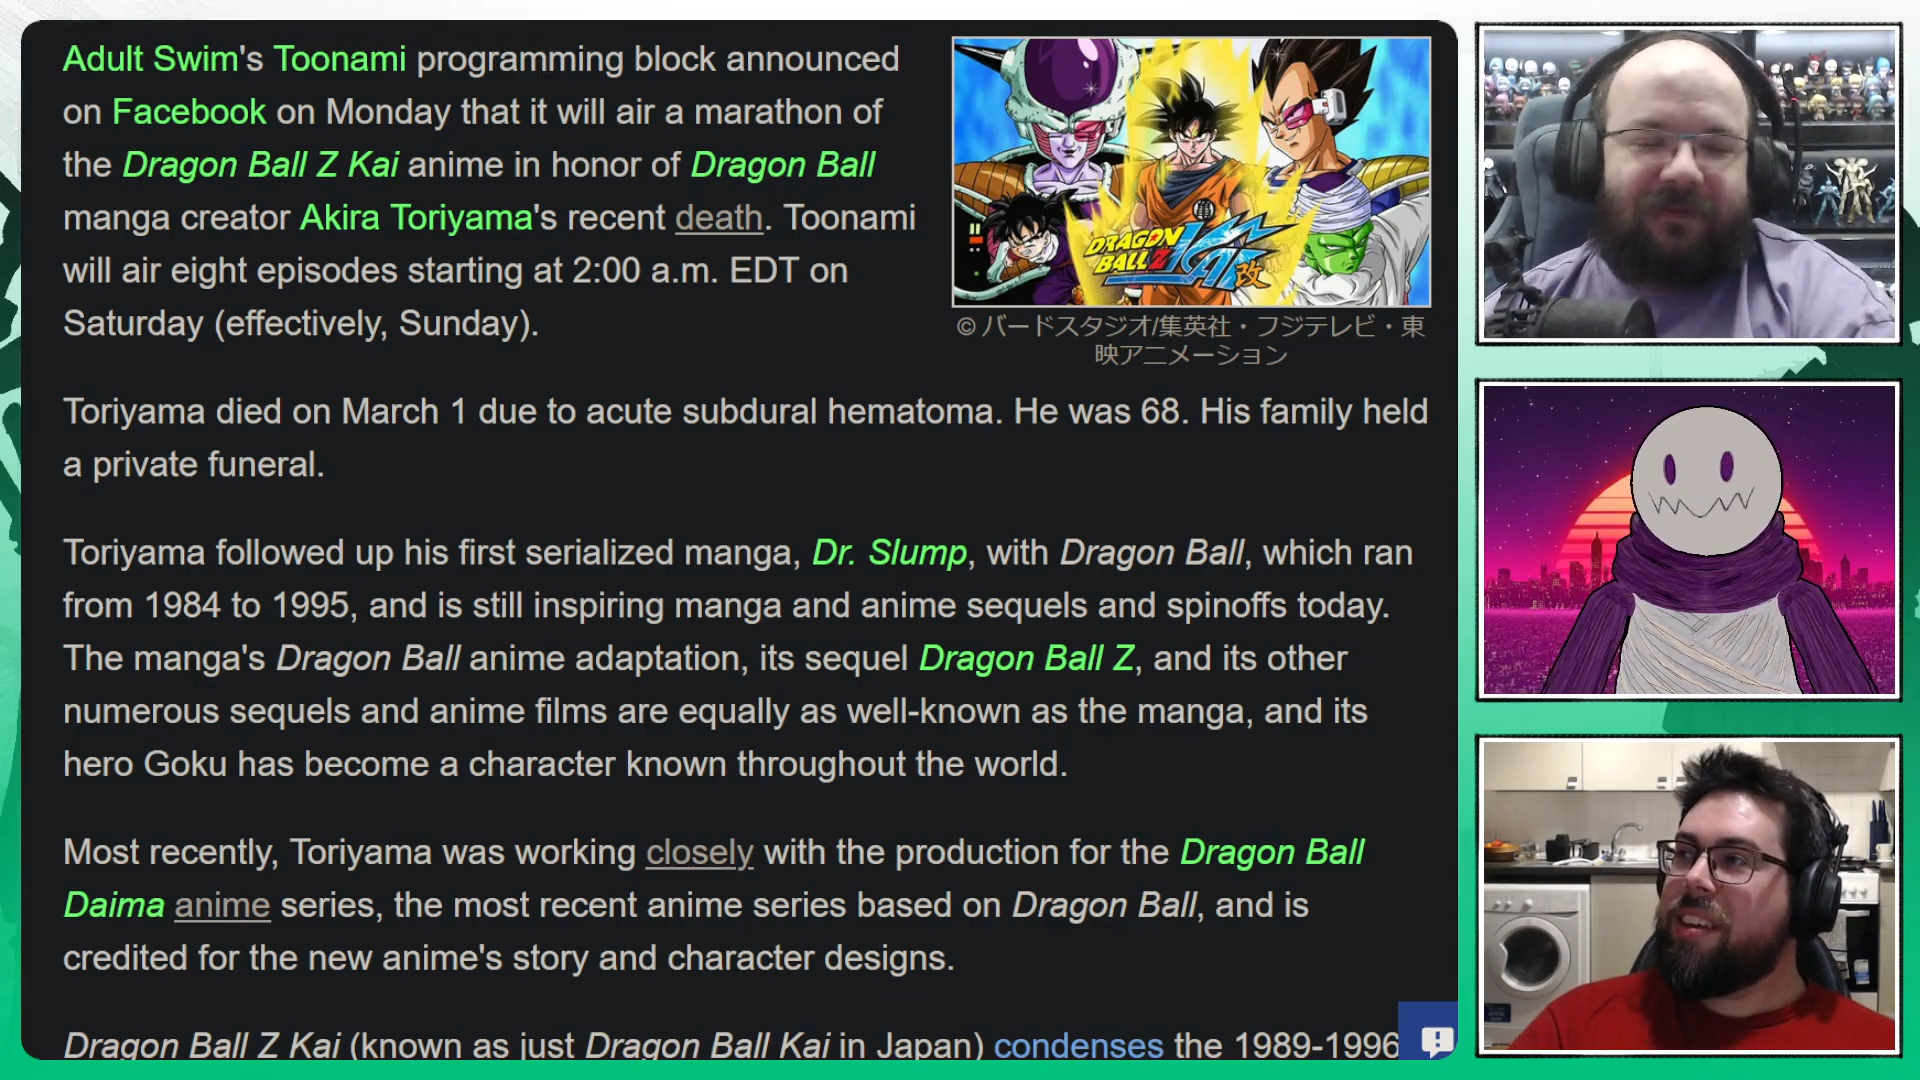 Adult Swim's Toonami programming block announced
on Facebook on Monday that it will air a marathon of
the Dragon Ball Z Kai anime in honor of Dragon Ball
manga creator Akira Toriyama's recent death. Toonami
will air eight episodes starting at 2:00 a.m. EDT on
Saturday (effectively, Sunday).
DRAGON
BALL Z KAI 改
© バードスタジオ/集英社・フジテレビ・東
映アニメーション
Toriyama died on March 1 due to acute subdural hematoma. He was 68. His family held
a private funeral.
Toriyama followed up his first serialized manga, Dr. Slump, with Dragon Ball, which ran
from 1984 to 1995, and is still inspiring manga and anime sequels and spinoffs today.
The manga's Dragon Ball anime adaptation, its sequel Dragon Ball Z, and its other
numerous sequels and anime films are equally as well-known as the manga, and its
hero Goku has become a character known throughout the world.
Most recently, Toriyama was working closely with the production for the Dragon Ball
Daima anime series, the most recent anime series based on Dragon Ball, and is
credited for the new anime's story and character designs.
Dragon Ball Z Kai (known as just Dragon Ball Kai in Japan) condenses the 1989-1996